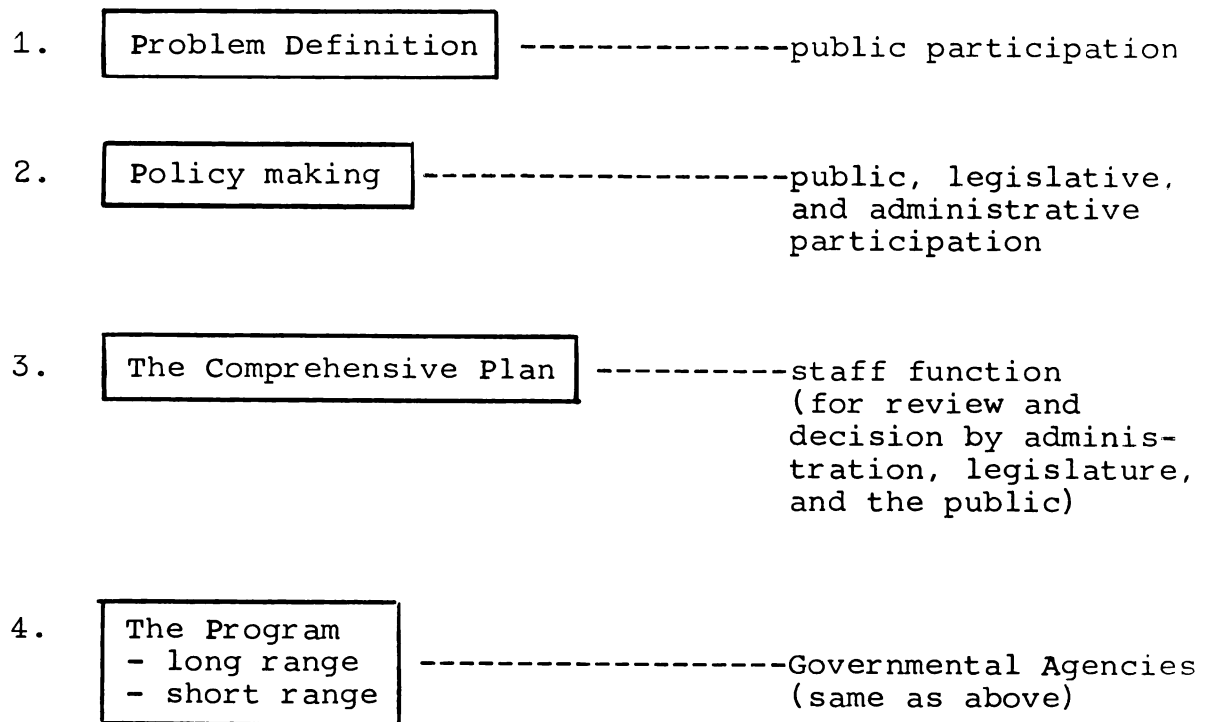 1. Problem Definition --------------public participation
2. Policy making ------------------public, legislative,
and administrative
participation
3. The Comprehensive Plan ----------staff function
(for review and
decision by adminis-
tration, legislature,
and the public)
4. The Program
- long range
- short range
------------------Governmental Agencies
(same as above)